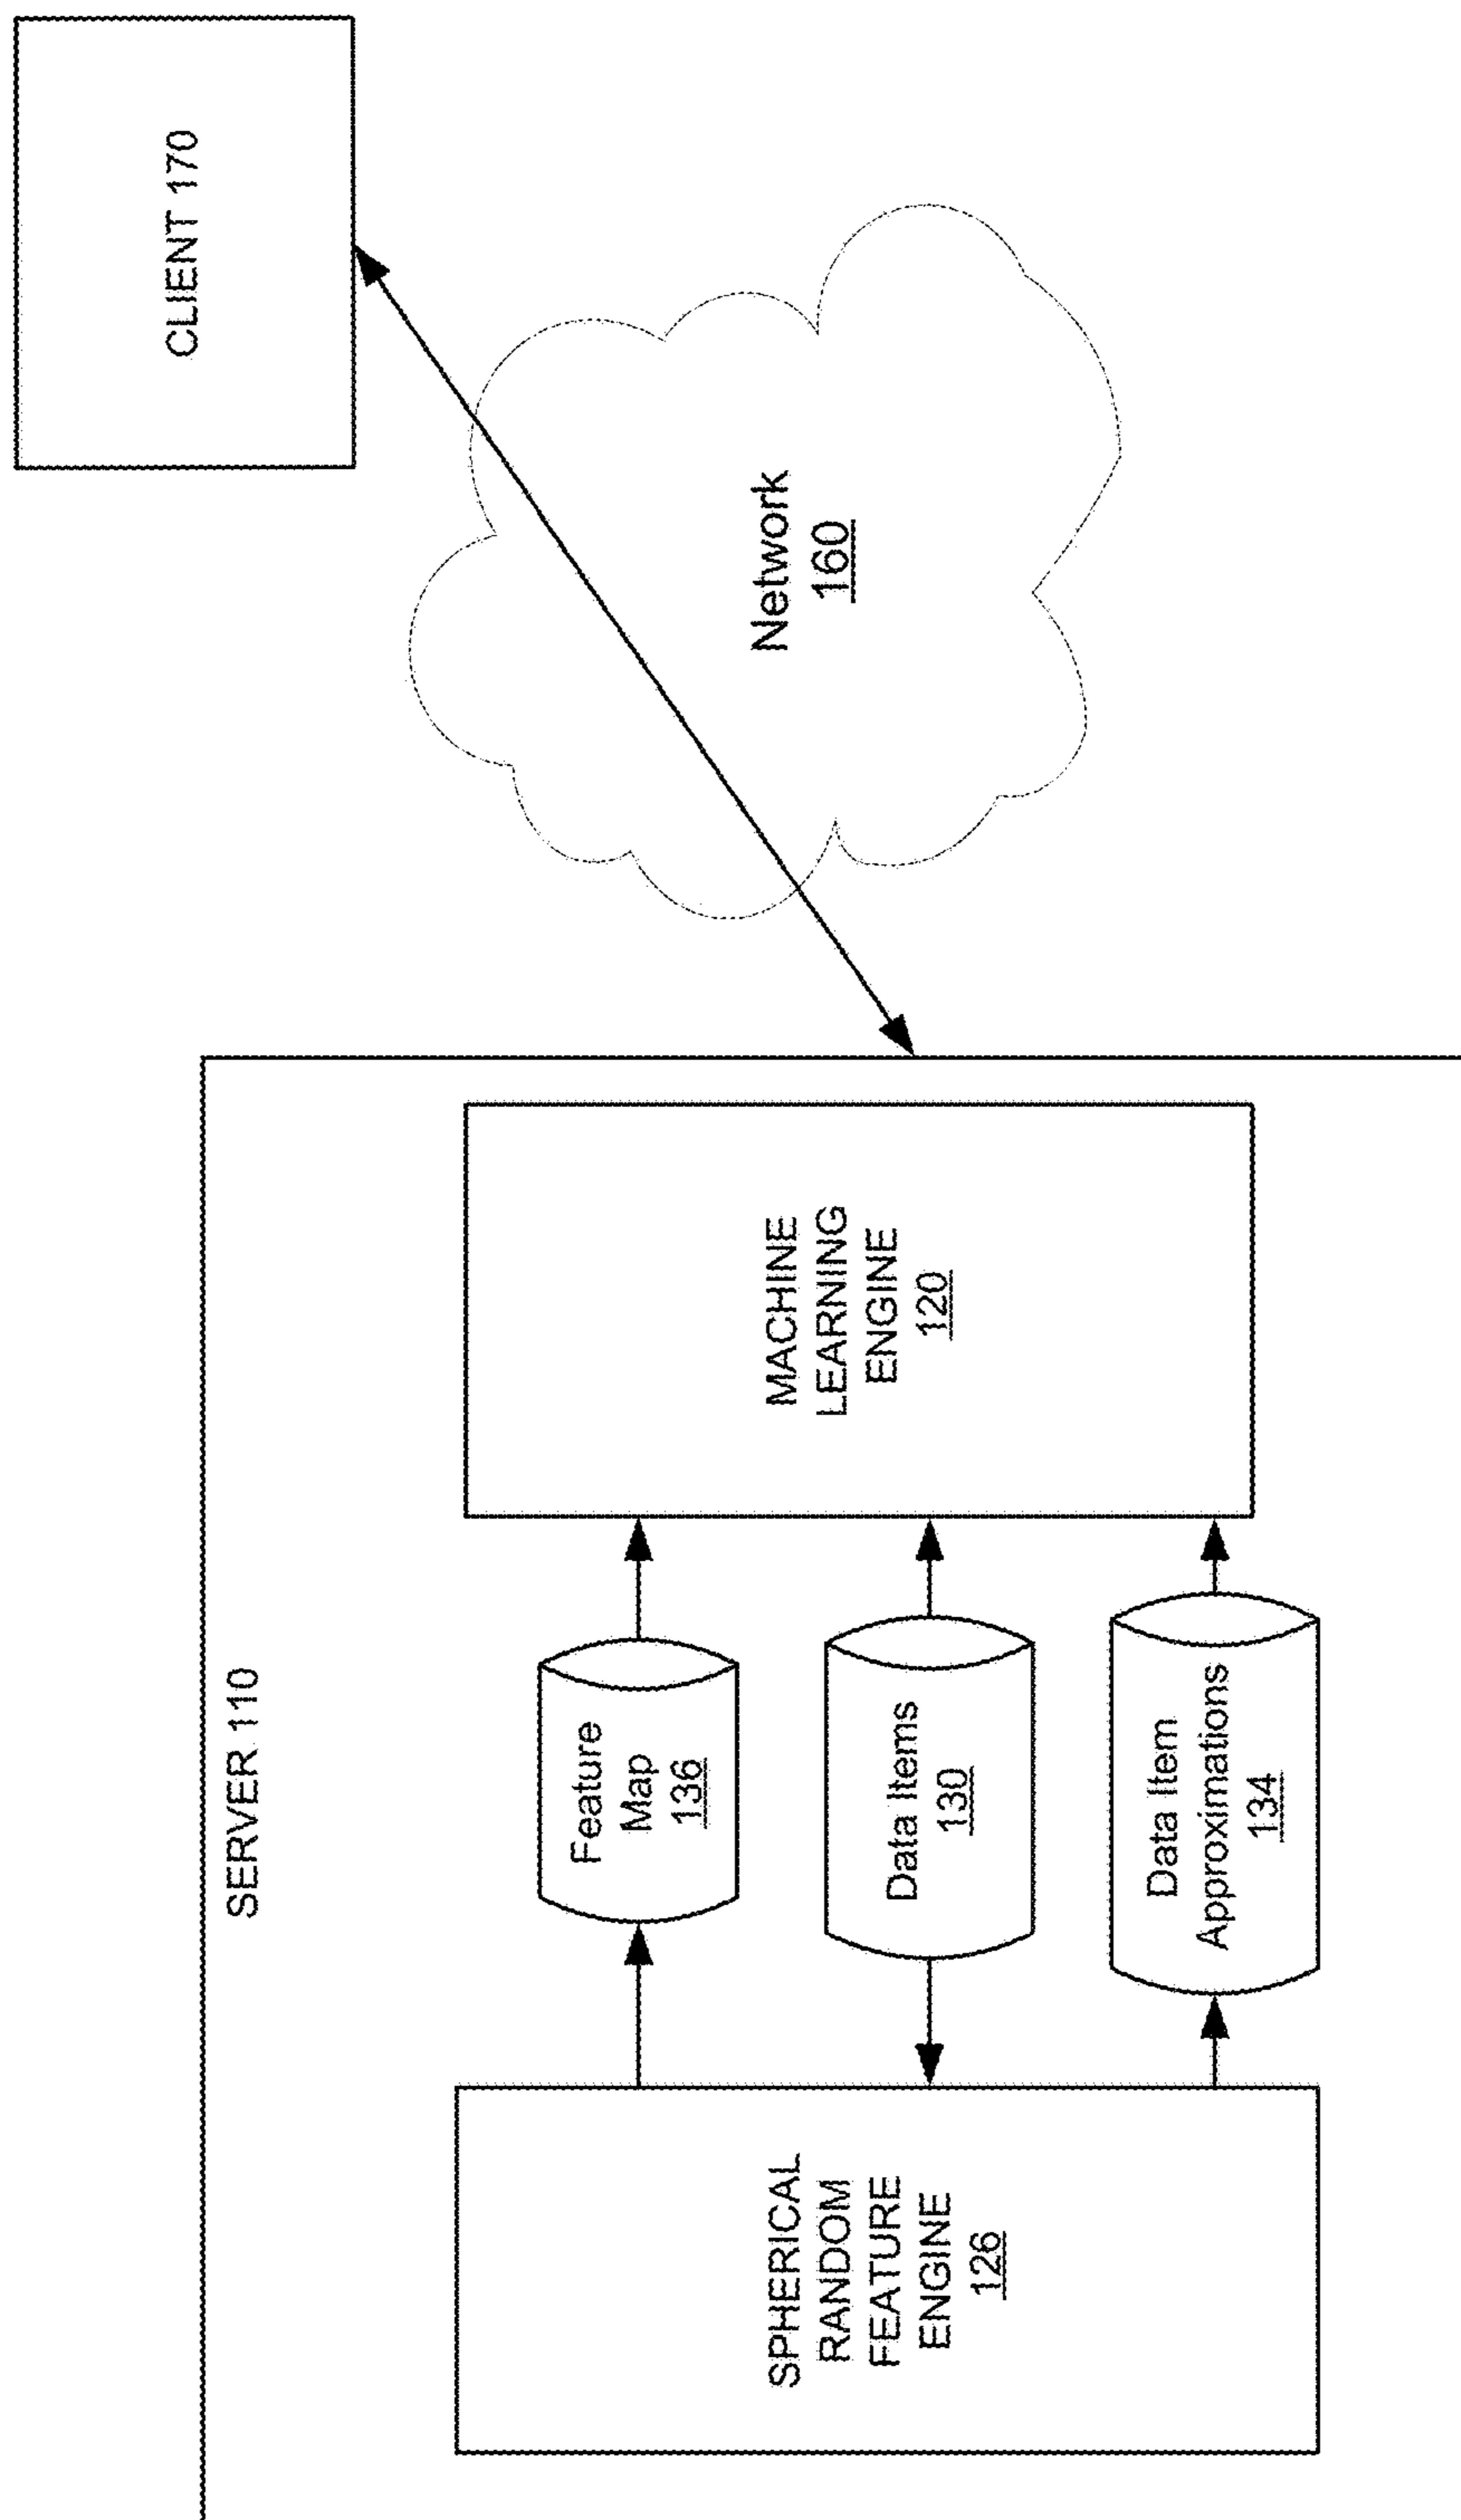 SERVER 110
SPHERICAL
RANDOM
FEATURE
ENGINE
126
Feature
Map
136
Data Items
130
Data Item
Approximations
134
MACHINE
LEARNING
ENGINE
120
Network
160
CLIENT 170